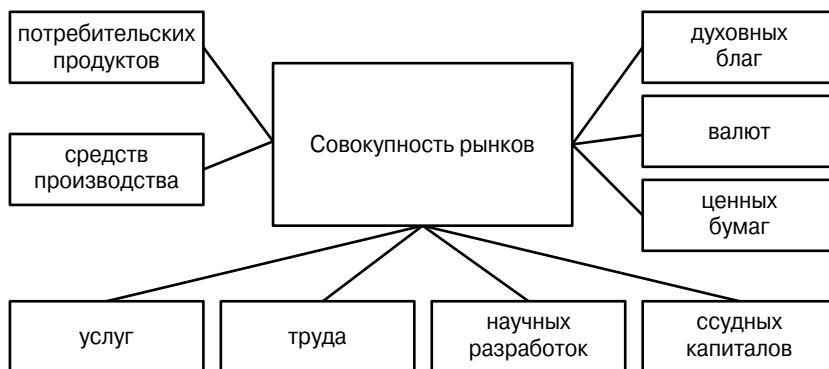 потребительских
продуктов
средств
производства
Совокупность рынков
духовных
благ
валют
ценных
бумаг
услуг
труда
научных
разработок
ссудных
капиталов